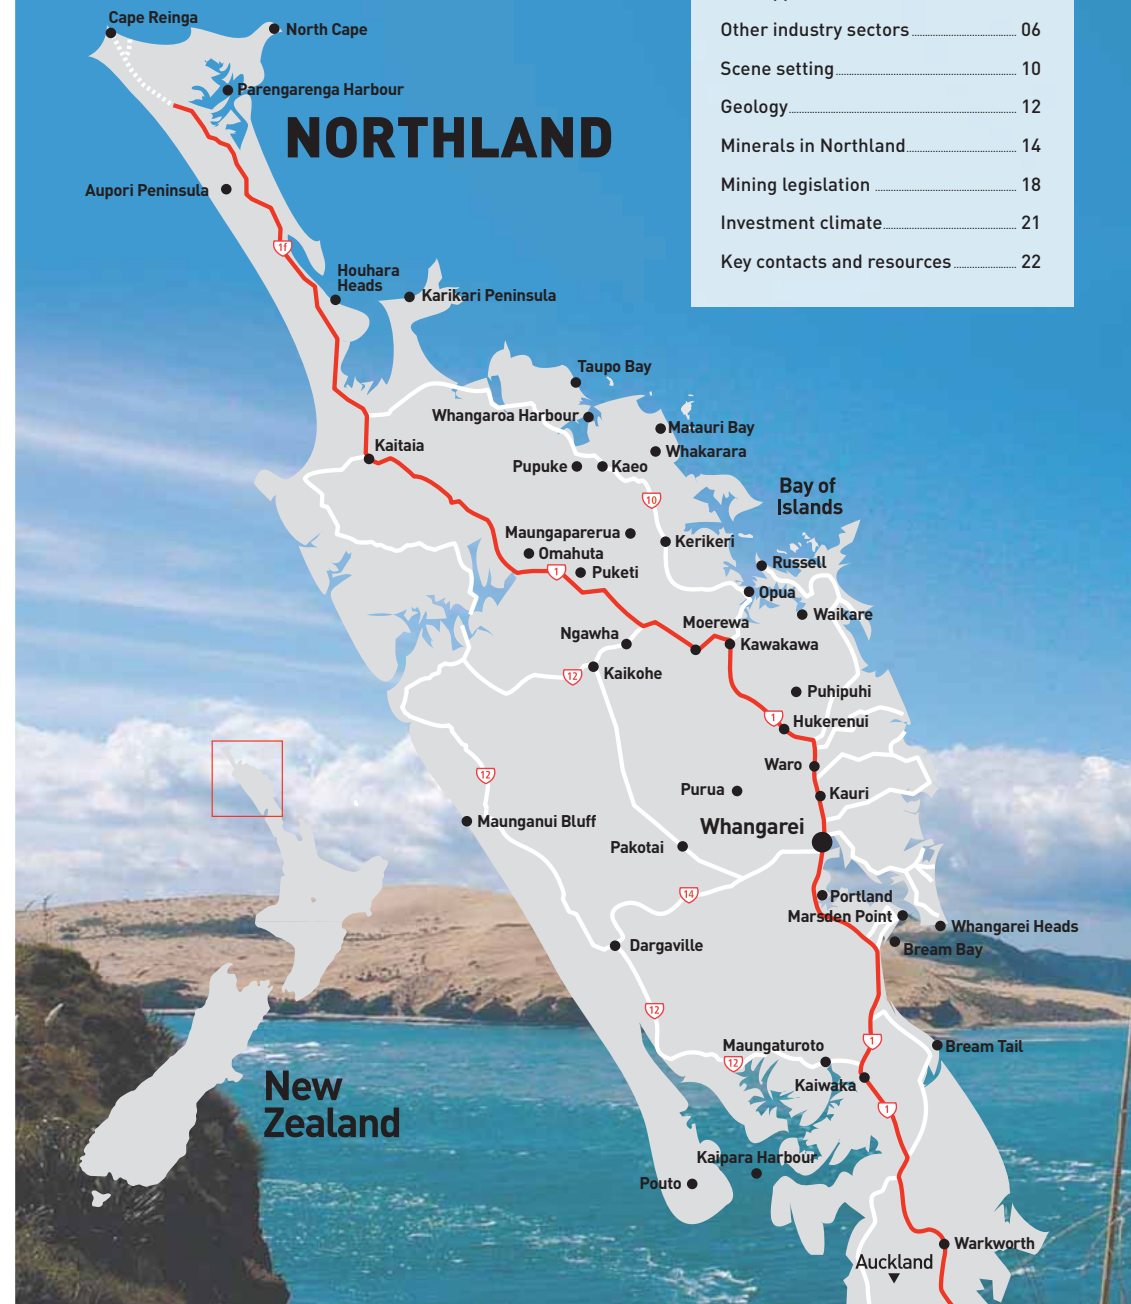 Other industry sectors 06
Scene setting 10
Geology 12
Minerals in Northland 14
Mining legislation 18
Investment climate 21
Key contacts and resources 22
Cape Reinga
North Cape
Parengarenga Harbour
NORTHLAND
Aupori Peninsula
1f
Houhara
Heads
Karikari Peninsula
Taupo Bay
Whangaroa Harbour
Matauri Bay
Kaitaia
Whakarara
Pupuke
Kaeo
Bay of
Islands
10
Maungaparerua
Kerikeri
Omahuta
Russell
1
Puketi
Opua
Waikare
Moerewa
Ngawha
Kawakawa
12
Kaikohe
Puhipuhi
1
Hukerenui
Waro
12
Purua
Kauri
Maunganui Bluff
Whangarei
Pakotai
14
Portland
Marsden Point
Whangarei Heads
Dargaville
Bream Bay
12
Maungaturoto
1
Bream Tail
12
Kaiwaka
New
Zealand
1
Kaipara Harbour
Pouto
Warkworth
Auckland